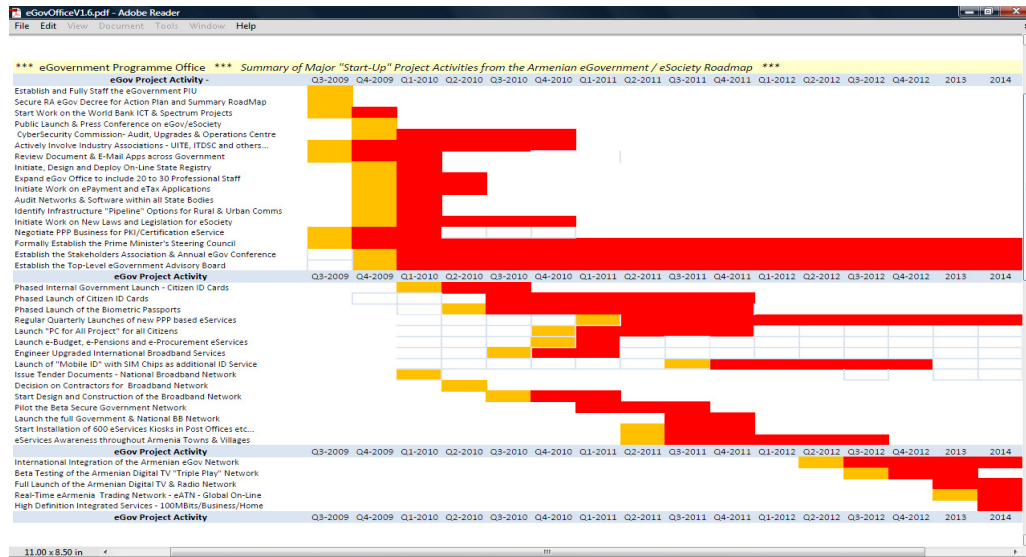 eGovOfficeV1.6.pdf - Adobe Reader
File Edit View Document Tools Window Help
*** eGovernment Programme Office *** Summary of Major "Start-Up" Project Activities from the Armenian eGovernment / eSociety Roadmap ***
eGov Project Activity - Q3-2009 Q4-2009 Q1-2010 Q2-2010 Q3-2010 Q4-2010 Q1-2011 Q2-2011 Q3-2011 Q4-2011 Q1-2012 Q2-2012 Q3-2012 Q4-2012 2013 2014
Establish and Fully Staff the eGovernment PIU
Secure RA eGov Decree for Action Plan and Summary RoadMap
Start Work on the World Bank ICT & Spectrum Projects
Public Launch & Press Conference on eGov/eSociety
CyberSecurity Commission- Audit, Upgrades & Operations Centre
Actively Involve Industry Associations - UITE, ITDSC and others...
Review Document & E-Mail Apps across Government
Initiate, Design and Deploy On-Line State Registry
Expand eGov Office to include 20 to 30 Professional Staff
Initiate Work on ePayment and eTax Applications
Audit Networks & Software within all State Bodies
Identify Infrastructure "Pipeline" Options for Rural & Urban Comms
Initiate Work on New Laws and Legislation for eSociety
Negotiate PPP Business for PKI/Certification eService
Formally Establish the Prime Minister's Steering Council
Establish the Stakeholders Association & Annual eGov Conference
Establish the Top-Level eGovernment Advisory Board
eGov Project Activity Q3-2009 Q4-2009 Q1-2010 Q2-2010 Q3-2010 Q4-2010 Q1-2011 Q2-2011 Q3-2011 Q4-2011 Q1-2012 Q2-2012 Q3-2012 Q4-2012 2013 2014
Phased Internal Government Launch - Citizen ID Cards
Phased Launch of Citizen ID Cards
Phased Launch of the Biometric Passports
Regular Quarterly Launches of new PPP based eServices
Launch "PC for All Project" for all Citizens
Launch e-Budget, e-Pensions and e-Procurement eServices
Engineer Upgraded International Broadband Services
Launch of "Mobile ID" with SIM Chips as additional ID Service
Issue Tender Documents - National Broadband Network
Decision on Contractors for Broadband Network
Start Design and Construction of the Broadband Network
Pilot the Beta Secure Government Network
Launch the full Government & National BB Network
Start Installation of 600 eServices Kiosks in Post Offices etc...
eServices Awareness throughout Armenia Towns & Villages
eGov Project Activity Q3-2009 Q4-2009 Q1-2010 Q2-2010 Q3-2010 Q4-2010 Q1-2011 Q2-2011 Q3-2011 Q4-2011 Q1-2012 Q2-2012 Q3-2012 Q4-2012 2013 2014
International Integration of the Armenian eGov Network
Beta Testing of the Armenian Digital TV "Triple Play" Network
Full Launch of the Armenian Digital TV & Radio Network
Real-Time eArmenia Trading Network - eATN - Global On-Line
High Definition Integrated Services - 100MBits/Business/Home
eGov Project Activity Q3-2009 Q4-2009 Q1-2010 Q2-2010 Q3-2010 Q4-2010 Q1-2011 Q2-2011 Q3-2011 Q4-2011 Q1-2012 Q2-2012 Q3-2012 Q4-2012 2013 2014
11.00 x 8.50 in